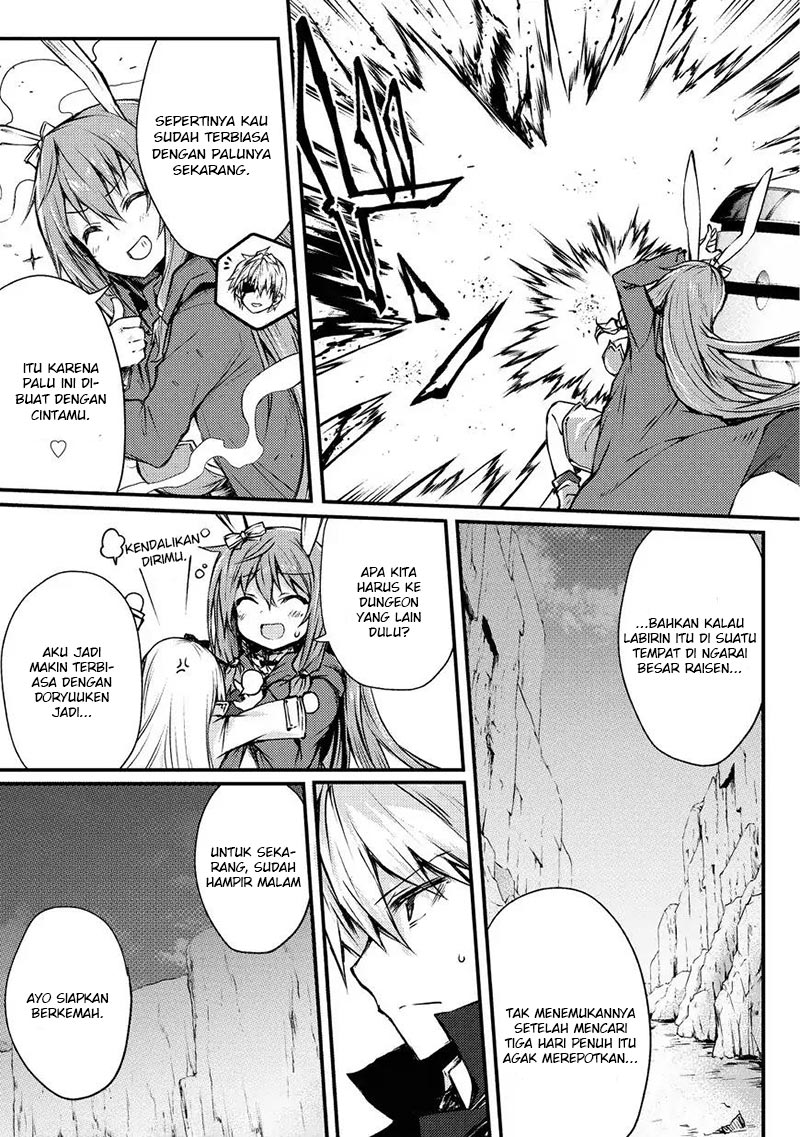 SEPERTINYA KAU
SUDAH TERBIASA
DENGAN PALUNYA
SEKARANG.
ITU KARENA
PALU INI DI-
BUAT DENGAN
CINTAMU.
♡
...BAHKAN KALAU
LABIRIN ITU DI SUATU
TEMPAT DI NGARAI
BESAR RAISEN...
TAK MENEMUKANNYA
SETELAH MENCARI
TIGA HARI PENUH ITU
AGAK MEREPOTKAN...
APA KITA
HARUS KE
DUNGEON
YANG LAIN
DULU?
KENDALIKAN
DIRIMU.
AKU JADI
MAKIN TERBI-
ASA DENGAN
DORYUUKEN
JADI...
UNTUK SEKA-
RANG, SUDAH
HAMPIR MALAM
AYO SIAPKAN
BERKEMAH.